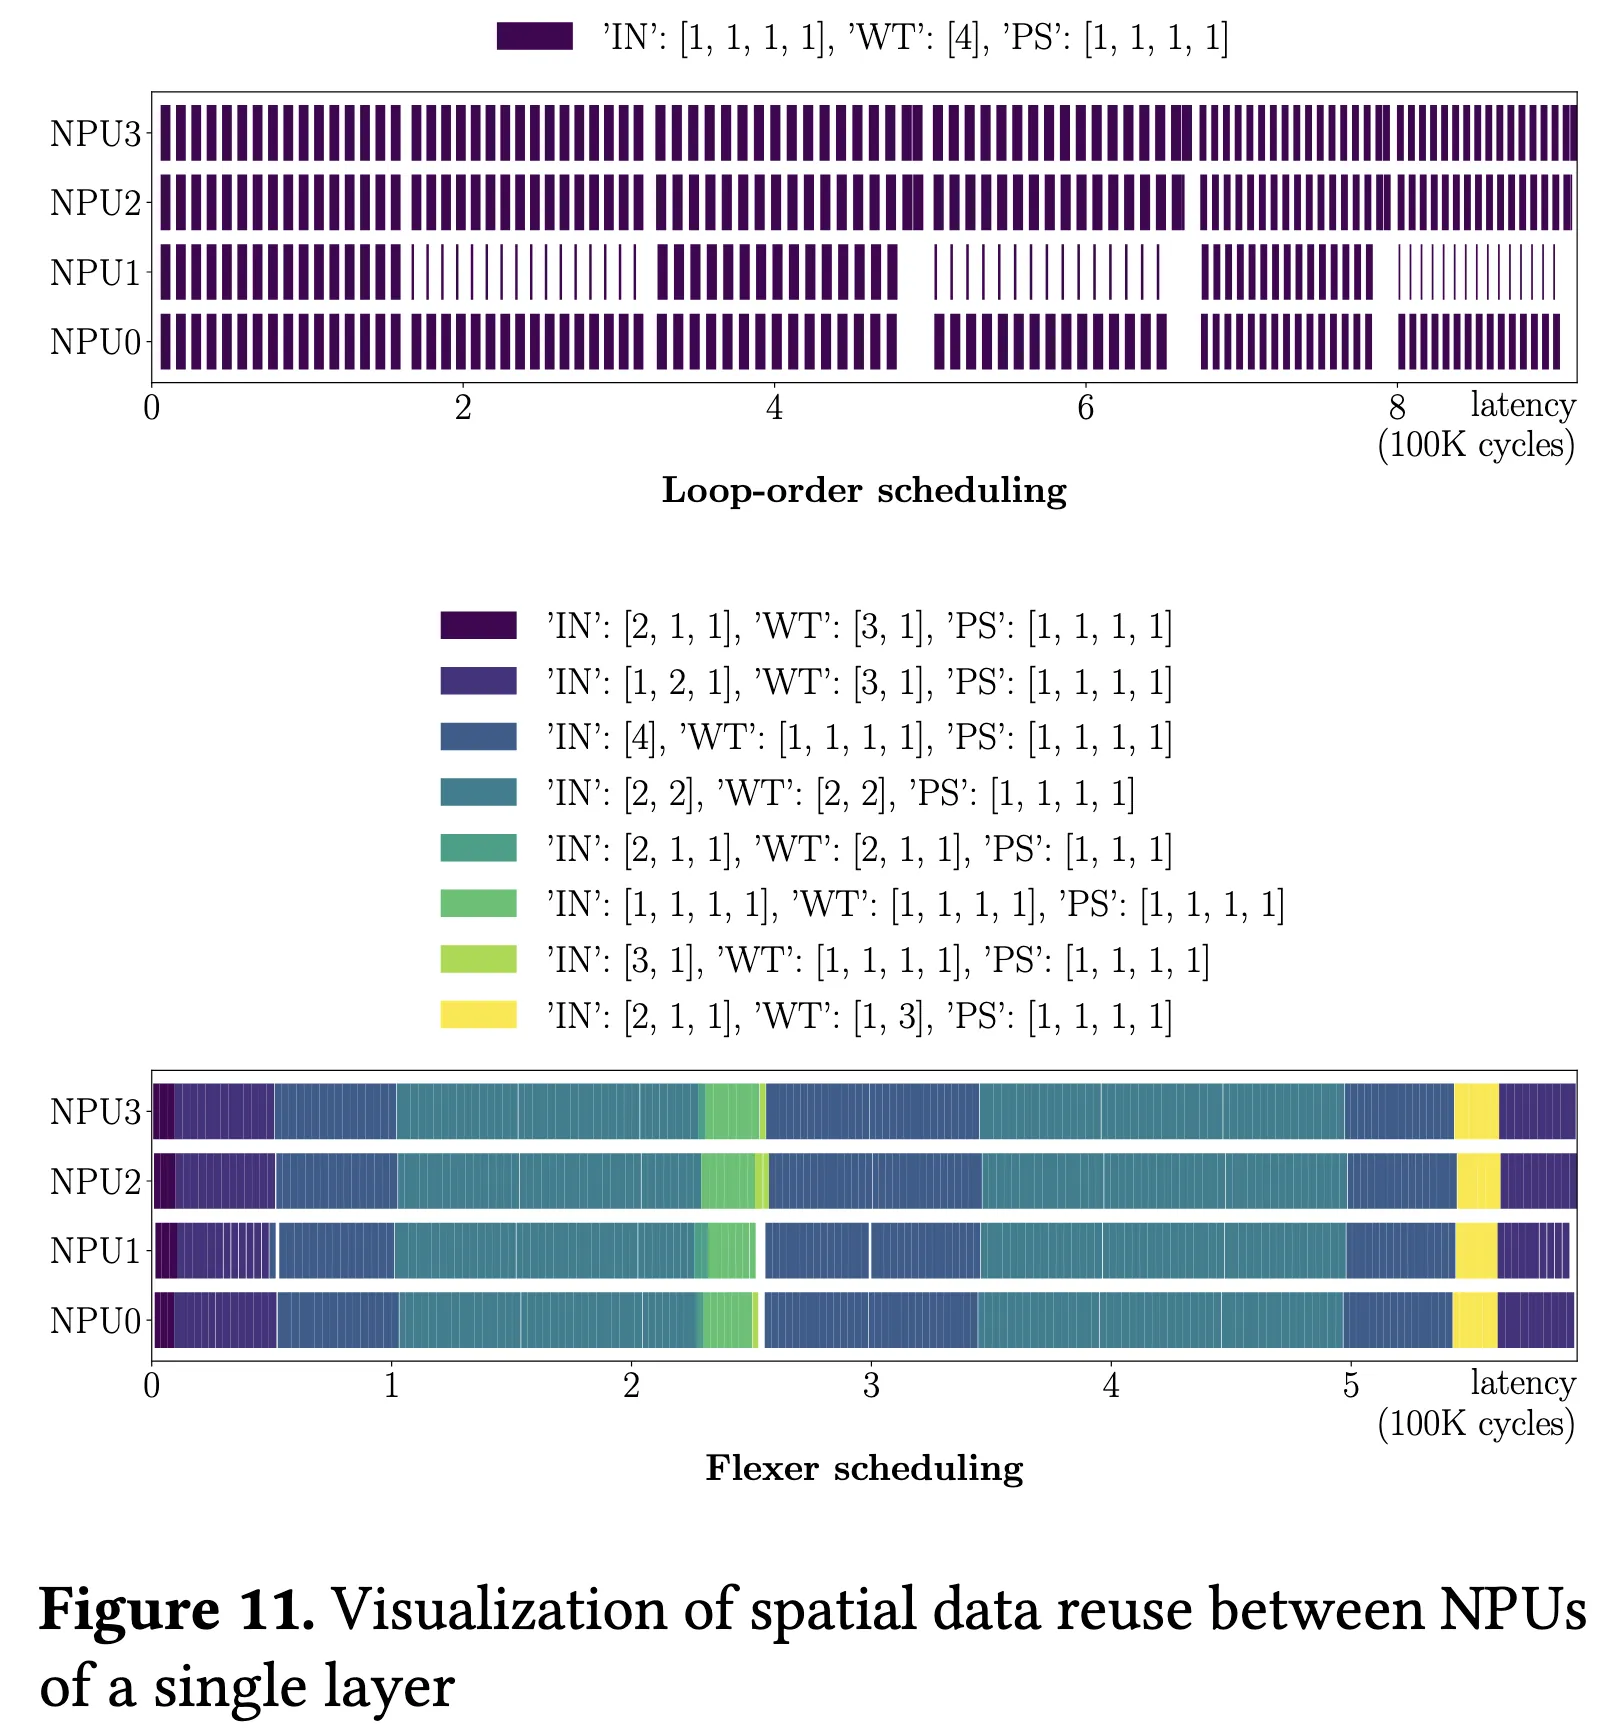 'IN': [1, 1, 1, 1], 'WT': [4], 'PS': [1, 1, 1, 1]
NPU3
NPU2
NPU1
NPU0
0 2 4 6 8 latency
(100K cycles)
Loop-order scheduling
'IN': [2, 1, 1], 'WT': [3, 1], 'PS': [1, 1, 1, 1]
'IN': [1, 2, 1], 'WT': [3, 1], 'PS': [1, 1, 1, 1]
'IN': [4], 'WT': [1, 1, 1, 1], 'PS': [1, 1, 1, 1]
'IN': [2, 2], 'WT': [2, 2], 'PS': [1, 1, 1, 1]
'IN': [2, 1, 1], 'WT': [2, 1, 1], 'PS': [1, 1, 1]
'IN': [1, 1, 1, 1], 'WT': [1, 1, 1, 1], 'PS': [1, 1, 1, 1]
'IN': [3, 1], 'WT': [1, 1, 1, 1], 'PS': [1, 1, 1, 1]
'IN': [2, 1, 1], 'WT': [1, 3], 'PS': [1, 1, 1, 1]
NPU3
NPU2
NPU1
NPU0
0 1 2 3 4 5 latency
(100K cycles)
Flexer scheduling
Figure 11. Visualization of spatial data reuse between NPUs
of a single layer